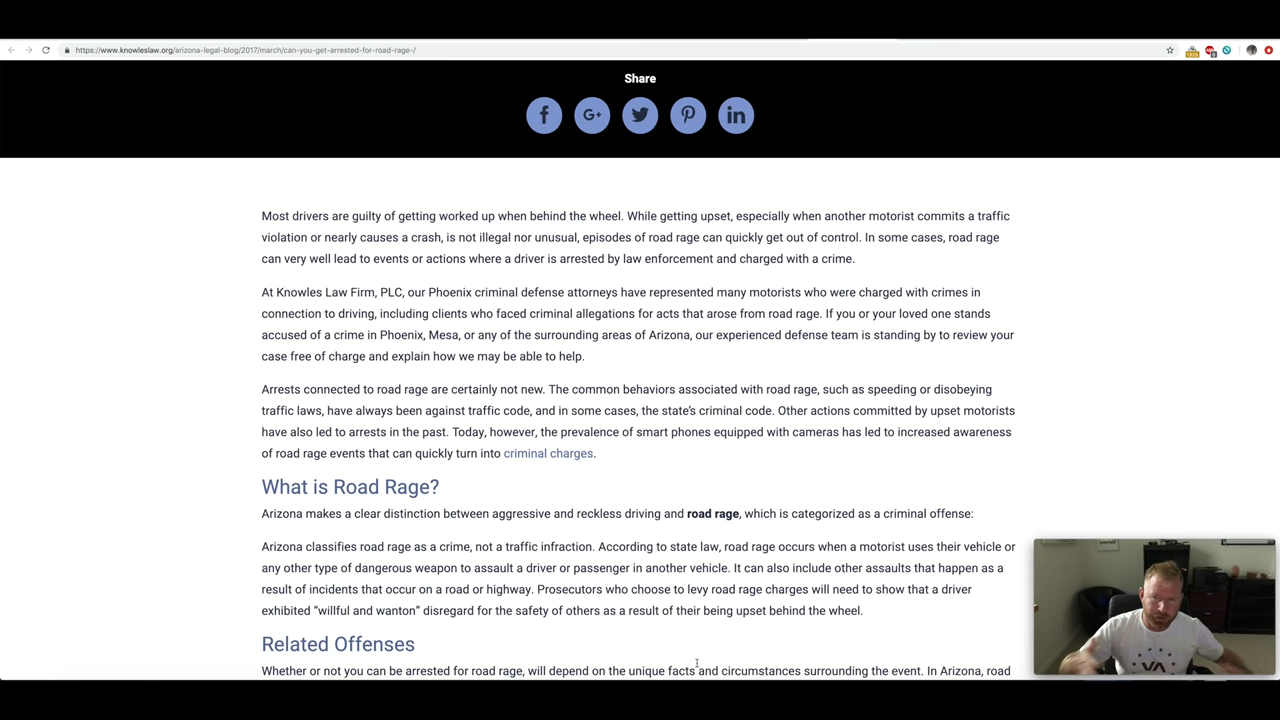 https://www.knowleslaw.org/arizona-legal-blog/2017/march/can-you-get-arrested-for-road-rage-/
Share
Most drivers are guilty of getting worked up when behind the wheel. While getting upset, especially when another motorist commits a traffic
violation or nearly causes a crash, is not illegal nor unusual, episodes of road rage can quickly get out of control. In some cases, road rage
can very well lead to events or actions where a driver is arrested by law enforcement and charged with a crime.
At Knowles Law Firm, PLC, our Phoenix criminal defense attorneys have represented many motorists who were charged with crimes in
connection to driving, including clients who faced criminal allegations for acts that arose from road rage. If you or your loved one stands
accused of a crime in Phoenix, Mesa, or any of the surrounding areas of Arizona, our experienced defense team is standing by to review your
case free of charge and explain how we may be able to help.
Arrests connected to road rage are certainly not new. The common behaviors associated with road rage, such as speeding or disobeying
traffic laws, have always been against traffic code, and in some cases, the state's criminal code. Other actions committed by upset motorists
have also led to arrests in the past. Today, however, the prevalence of smart phones equipped with cameras has led to increased awareness
of road rage events that can quickly turn into criminal charges.
What is Road Rage?
Arizona makes a clear distinction between aggressive and reckless driving and road rage, which is categorized as a criminal offense:
Arizona classifies road rage as a crime, not a traffic infraction. According to state law, road rage occurs when a motorist uses their vehicle or
any other type of dangerous weapon to assault a driver or passenger in another vehicle. It can also include other assaults that happen as a
result of incidents that occur on a road or highway. Prosecutors who choose to levy road rage charges will need to show that a driver
exhibited “willful and wanton” disregard for the safety of others as a result of their being upset behind the wheel.
Related Offenses
Whether or not you can be arrested for road rage, will depend on the unique facts and circumstances surrounding the event. In Arizona, road
VA